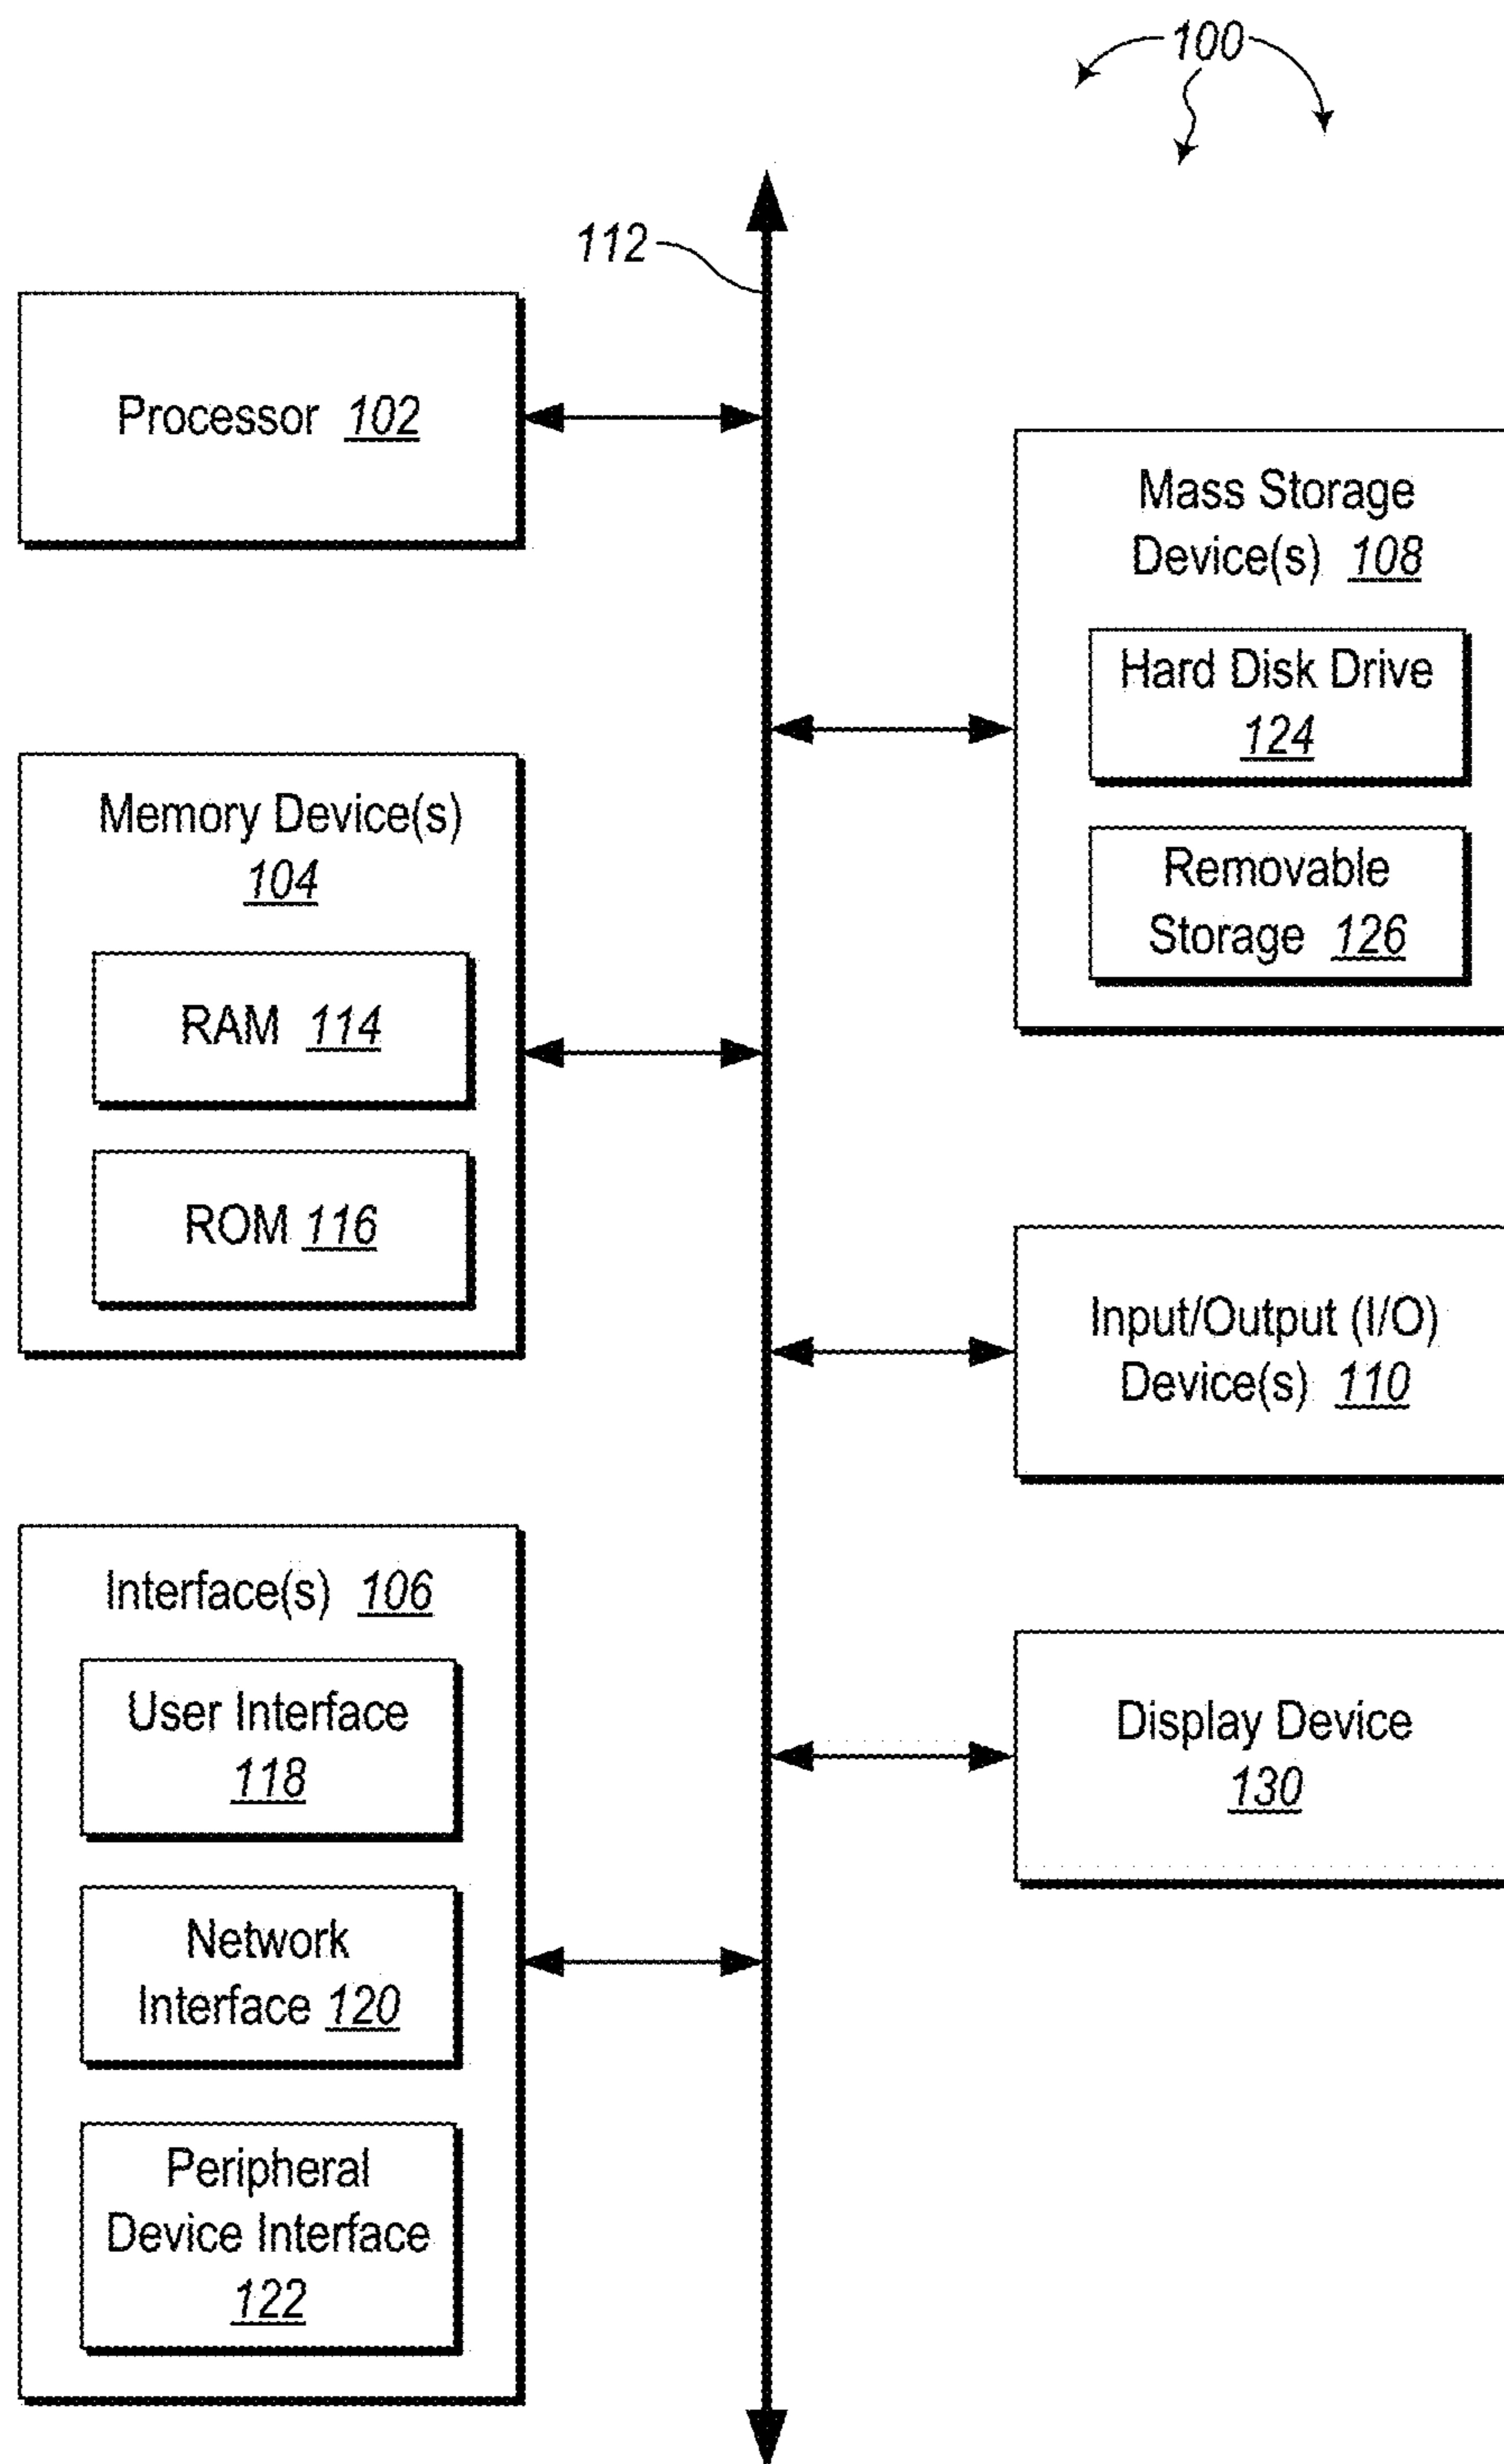 100
112
Processor 102
Mass Storage
Device(s) 108
Hard Disk Drive
124
Removable
Storage 126
Memory Device(s)
104
RAM 114
ROM 116
Input/Output (I/O)
Device(s) 110
Interface(s) 106
User Interface
118
Network
Interface 120
Peripheral
Device Interface
122
Display Device
130